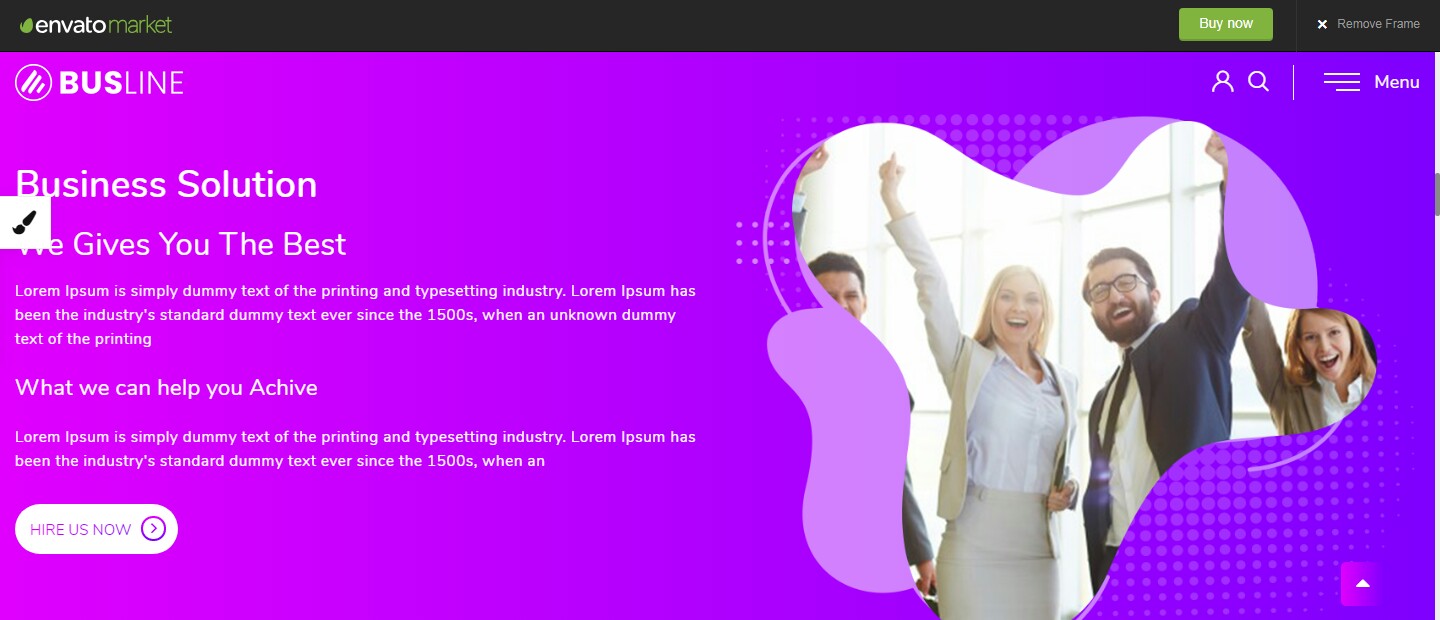 envato market
Buy now
Remove Frame
BUSLINE
Menu
Business Solution
We Gives You The Best
Lorem Ipsum is simply dummy text of the printing and typesetting industry. Lorem Ipsum has
been the industry's standard dummy text ever since the 1500s, when an unknown dummy
text of the printing
What we can help you Achive
Lorem Ipsum is simply dummy text of the printing and typesetting industry. Lorem Ipsum has
been the industry's standard dummy text ever since the 1500s, when an
HIRE US NOW